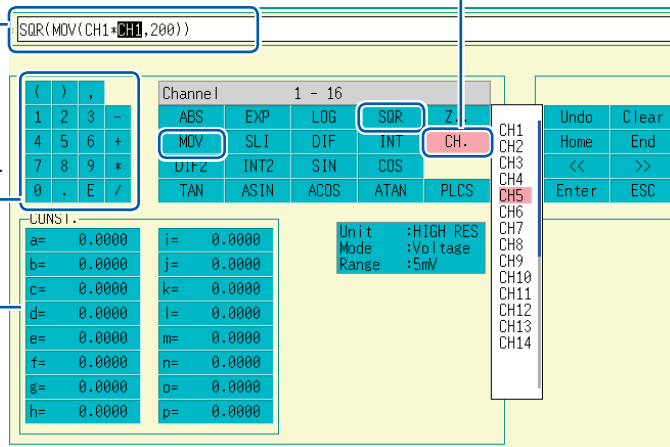 SQR(MOV(CH1*CH1,200))
( ) ,
1 2 3 -
4 5 6 +
7 8 9 *
0 . E /
Channel 1 - 16
ABS EXP LOG SQR Z..
MOV SLI DIF INT CH.
DIF2 INT2 SIN COS
TAN ASIN ACOS ATAN PLCS
CH1
CH2
CH3
CH4
CH5
CH6
CH7
CH8
CH9
CH10
CH11
CH12
CH13
CH14
Undo Clear
Home End
<< >>
Enter ESC
CONST.
a= 0.0000 i= 0.0000
b= 0.0000 j= 0.0000
c= 0.0000 k= 0.0000
d= 0.0000 l= 0.0000
e= 0.0000 m= 0.0000
f= 0.0000 n= 0.0000
g= 0.0000 o= 0.0000
h= 0.0000 p= 0.0000
Unit :HIGH RES
Mode :Voltage
Range :5mV